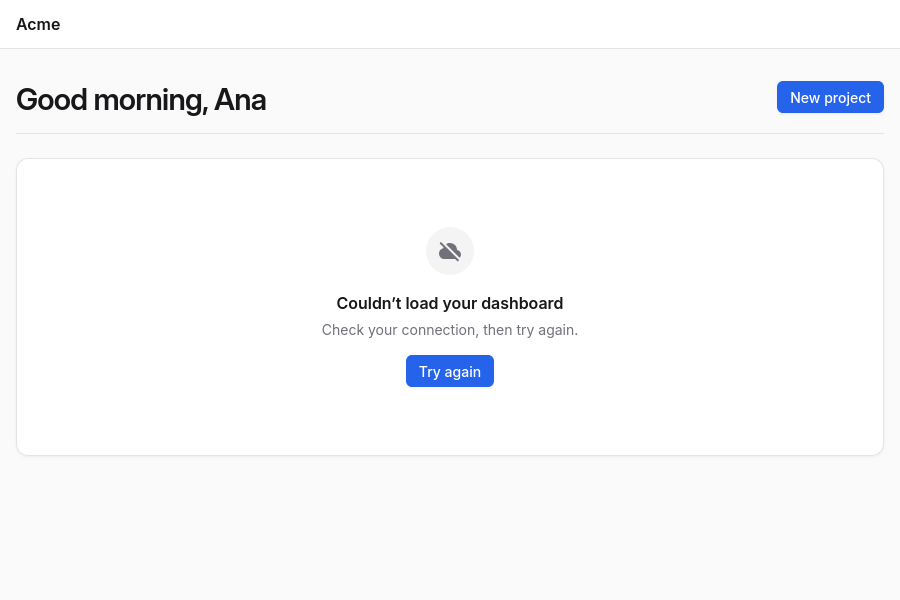 Acme
Good morning, Ana
New project
Couldn’t load your dashboard
Check your connection, then try again.
Try again